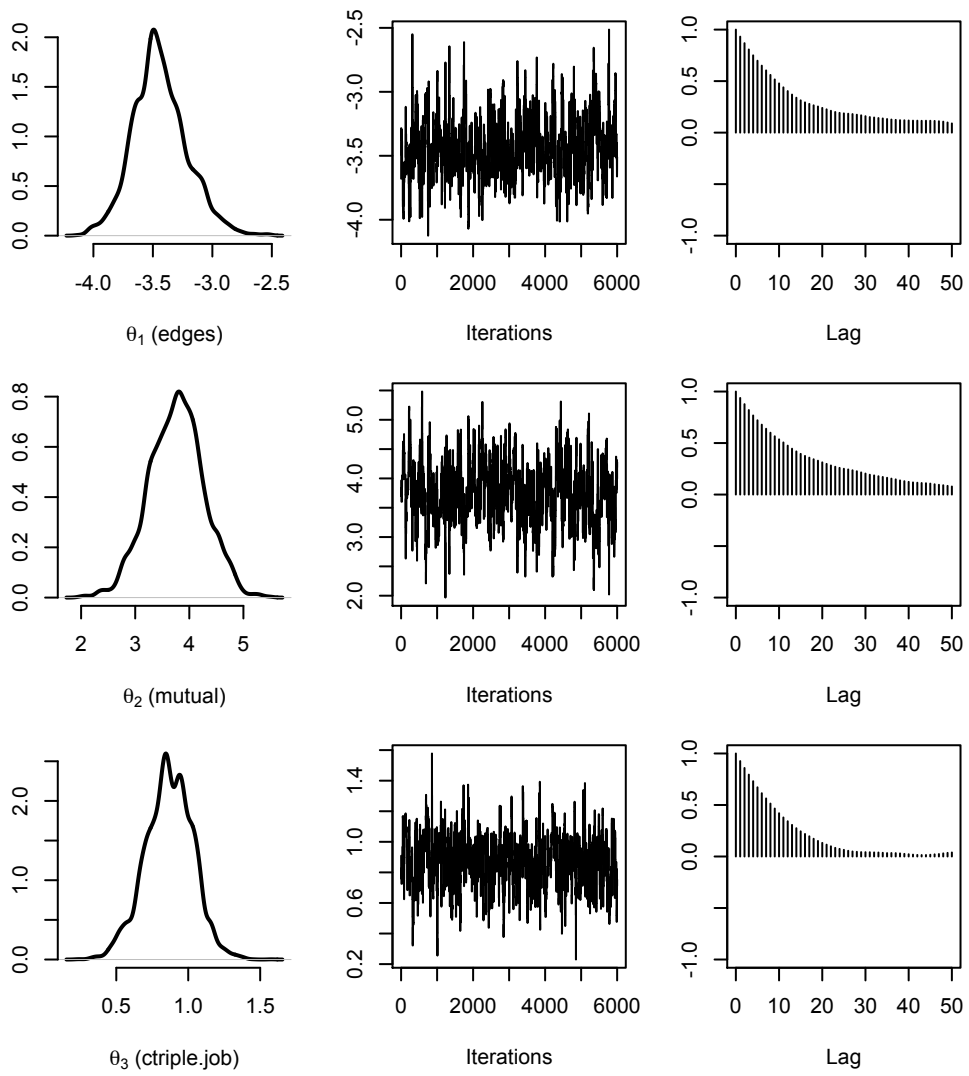 0.0 0.5 1.0 1.5 2.0
-4.0 -3.5 -3.0 -2.5
θ1 (edges)
-4.0 -3.5 -3.0 -2.5
0 2000 4000 6000
Iterations
-1.0 0.0 0.5 1.0
0 10 20 30 40 50
Lag
0.0 0.2 0.4 0.6 0.8
2 3 4 5
θ2 (mutual)
2.0 3.0 4.0 5.0
0 2000 4000 6000
Iterations
-1.0 0.0 0.5 1.0
0 10 20 30 40 50
Lag
0.0 1.0 2.0
0.5 1.0 1.5
θ3 (ctriple.job)
0.2 0.6 1.0 1.4
0 2000 4000 6000
Iterations
-1.0 0.0 0.5 1.0
0 10 20 30 40 50
Lag